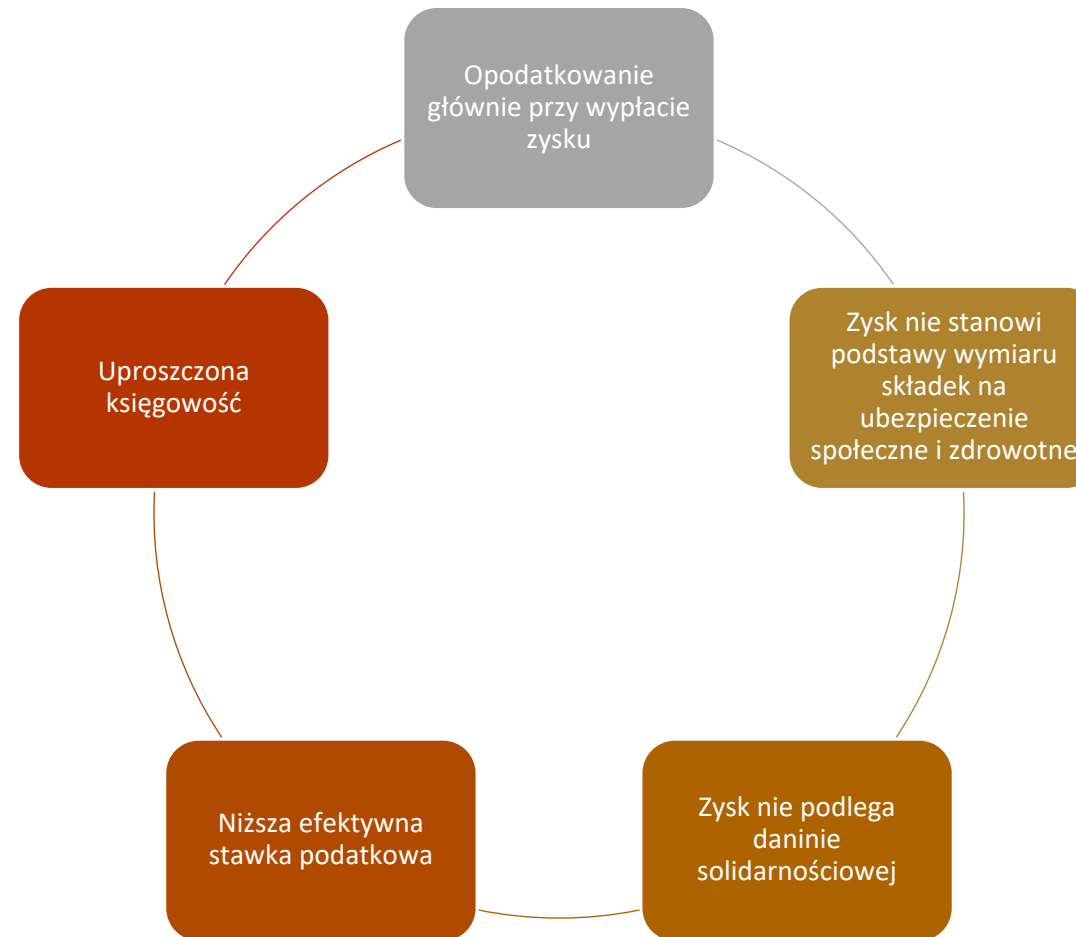 Opodatkowanie
głównie przy wypłacie
zysku
Zysk nie stanowi
podstawy wymiaru
składek na
ubezpieczenie
społeczne i zdrowotne
Zysk nie podlega
daninie
solidarnościowej
Niższa efektywna
stawka podatkowa
Uproszczona
księgowość